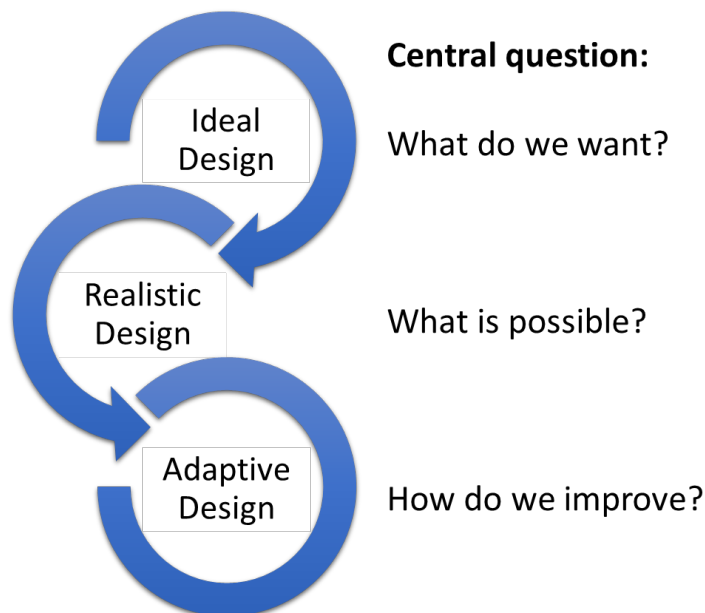 Central question:
Ideal
Design
What do we want?
Realistic
Design
What is possible?
Adaptive
Design
How do we improve?